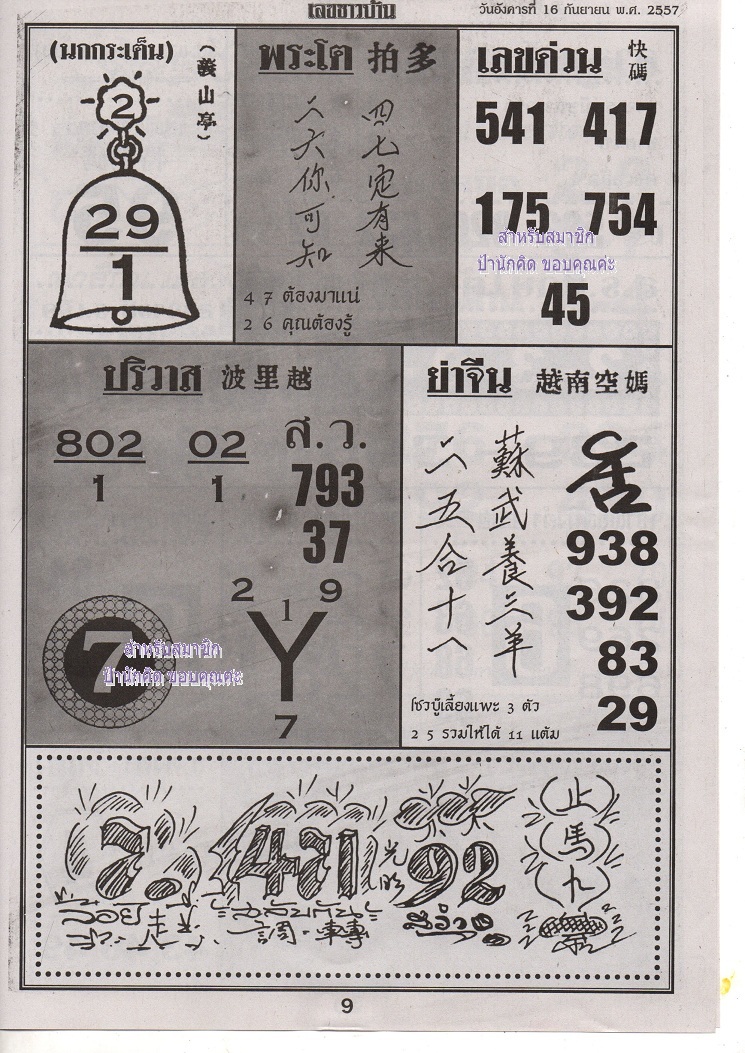 เลขชาวบ้าน
วันอังคารที่ 16 กันยายน พ.ศ. 2557
(นกกระเต็น)
(義山亭)
2
29
1
พระโต 拍多
四七定有来
二六你可知
4 7 ต้องมาแน่
2 6 คุณต้องรู้
เลขด่วน 快碼
541 417
175 754
สำหรับสมาชิก
ป๋านักคิด ขอบคุณค่ะ
45
ปริวาส 波里越
802 02
1 1
ส.ว.
793
37
7
สำหรับสมาชิก
ป๋านักคิด ขอบคุณค่ะ
2 1 9
Y
7
ย่าจีน 越南空媽
蘇武養三羊
二五合十一
938
392
83
29
โซวบู๊เลี้ยงแพะ 3 ตัว
2 5 รวมให้ได้ 11 แต้ม
7.
471
92
止
馬
九
9